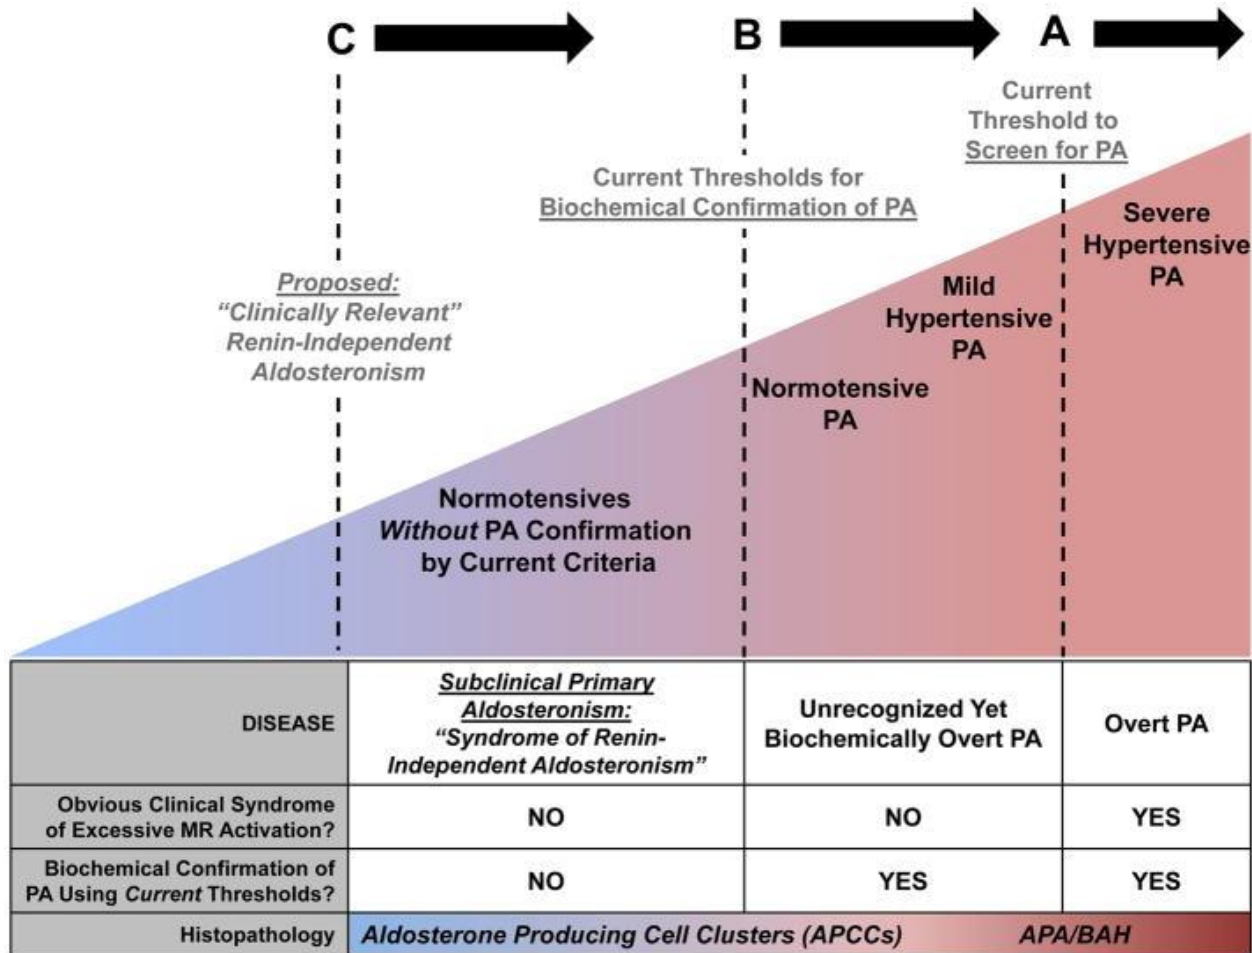 C
B
A
Current
Threshold to
Screen for PA
Current Thresholds for
Biochemical Confirmation of PA
Proposed:
“Clinically Relevant”
Renin-Independent
Aldosteronism
Severe
Hypertensive
PA
Mild
Hypertensive
PA
Normotensive
PA
Normotensives
Without PA Confirmation
by Current Criteria
DISEASE
Subclinical Primary
Aldosteronism:
“Syndrome of Renin-
Independent Aldosteronism”
Unrecognized Yet
Biochemically Overt PA
Overt PA
Obvious Clinical Syndrome
of Excessive MR Activation?
NO
NO
YES
Biochemical Confirmation of
PA Using Current Thresholds?
NO
YES
YES
Histopathology
Aldosterone Producing Cell Clusters (APCCs)
APA/BAH